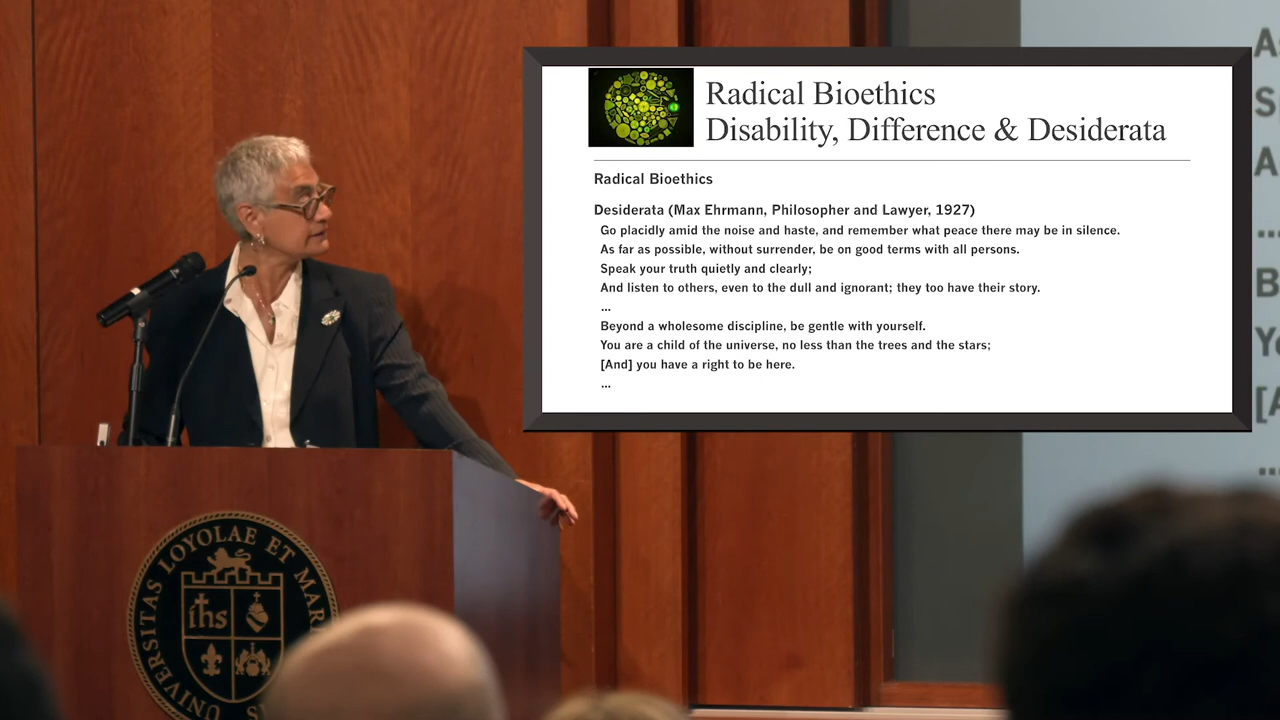 Radical Bioethics
Disability, Difference & Desiderata
Radical Bioethics
Desiderata (Max Ehrmann, Philosopher and Lawyer, 1927)
Go placidly amid the noise and haste, and remember what peace there may be in silence.
As far as possible, without surrender, be on good terms with all persons.
Speak your truth quietly and clearly;
And listen to others, even to the dull and ignorant; they too have their story.
...
Beyond a wholesome discipline, be gentle with yourself.
You are a child of the universe, no less than the trees and the stars;
[And] you have a right to be here.
...
A
S
A
...
B
Yo
[A
...
UNIVERSITAS LOYOLAE ET MARI
ihs